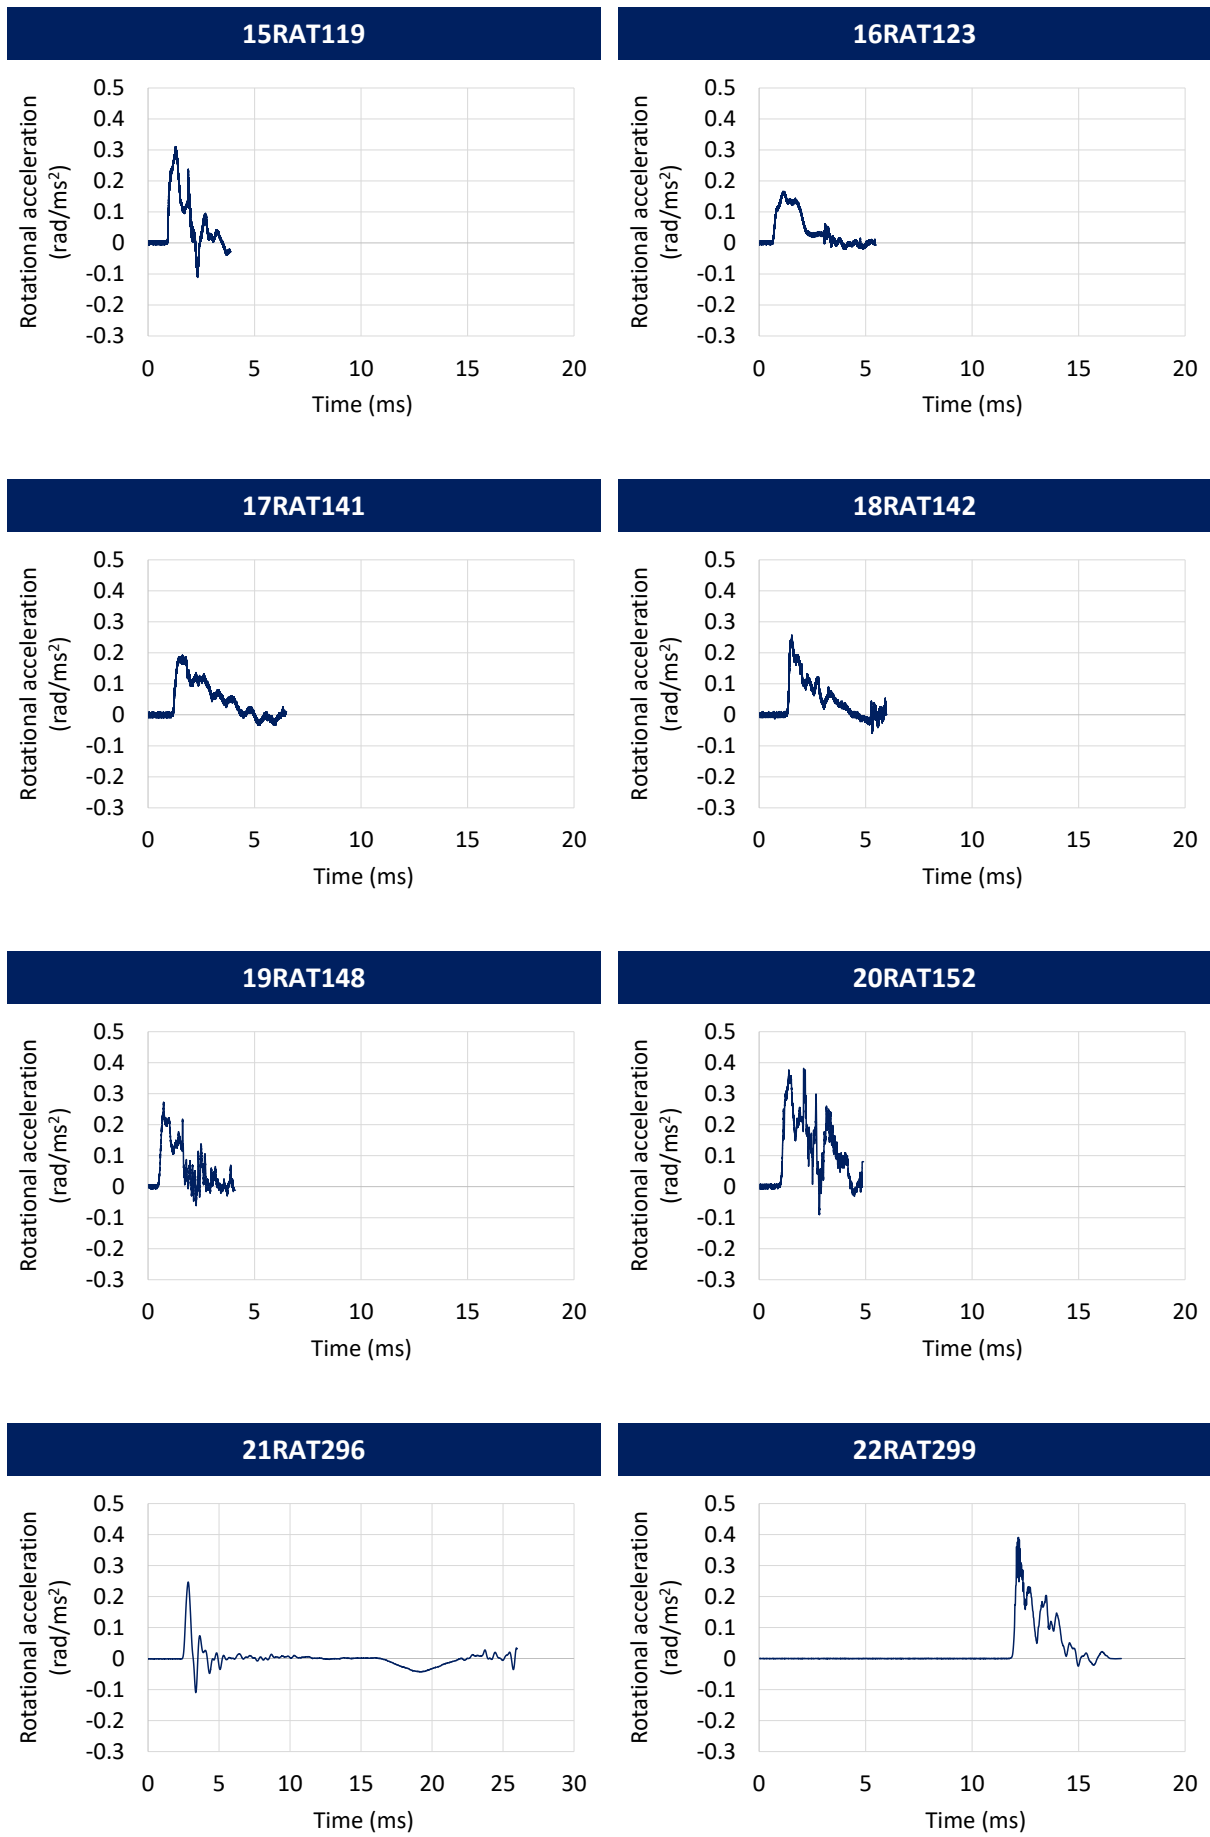 15RAT119
Rotational acceleration
(rad/ms²)
0.5
0.4
0.3
0.2
0.1
0
-0.1
-0.2
-0.3
0 5 10 15 20
Time (ms)
16RAT123
Rotational acceleration
(rad/ms²)
0.5
0.4
0.3
0.2
0.1
0
-0.1
-0.2
-0.3
0 5 10 15 20
Time (ms)
17RAT141
Rotational acceleration
(rad/ms²)
0.5
0.4
0.3
0.2
0.1
0
-0.1
-0.2
-0.3
0 5 10 15 20
Time (ms)
18RAT142
Rotational acceleration
(rad/ms²)
0.5
0.4
0.3
0.2
0.1
0
-0.1
-0.2
-0.3
0 5 10 15 20
Time (ms)
19RAT148
Rotational acceleration
(rad/ms²)
0.5
0.4
0.3
0.2
0.1
0
-0.1
-0.2
-0.3
0 5 10 15 20
Time (ms)
20RAT152
Rotational acceleration
(rad/ms²)
0.5
0.4
0.3
0.2
0.1
0
-0.1
-0.2
-0.3
0 5 10 15 20
Time (ms)
21RAT296
Rotational acceleration
(rad/ms²)
0.5
0.4
0.3
0.2
0.1
0
-0.1
-0.2
-0.3
0 5 10 15 20 25 30
Time (ms)
22RAT299
Rotational acceleration
(rad/ms²)
0.5
0.4
0.3
0.2
0.1
0
-0.1
-0.2
-0.3
0 5 10 15 20
Time (ms)